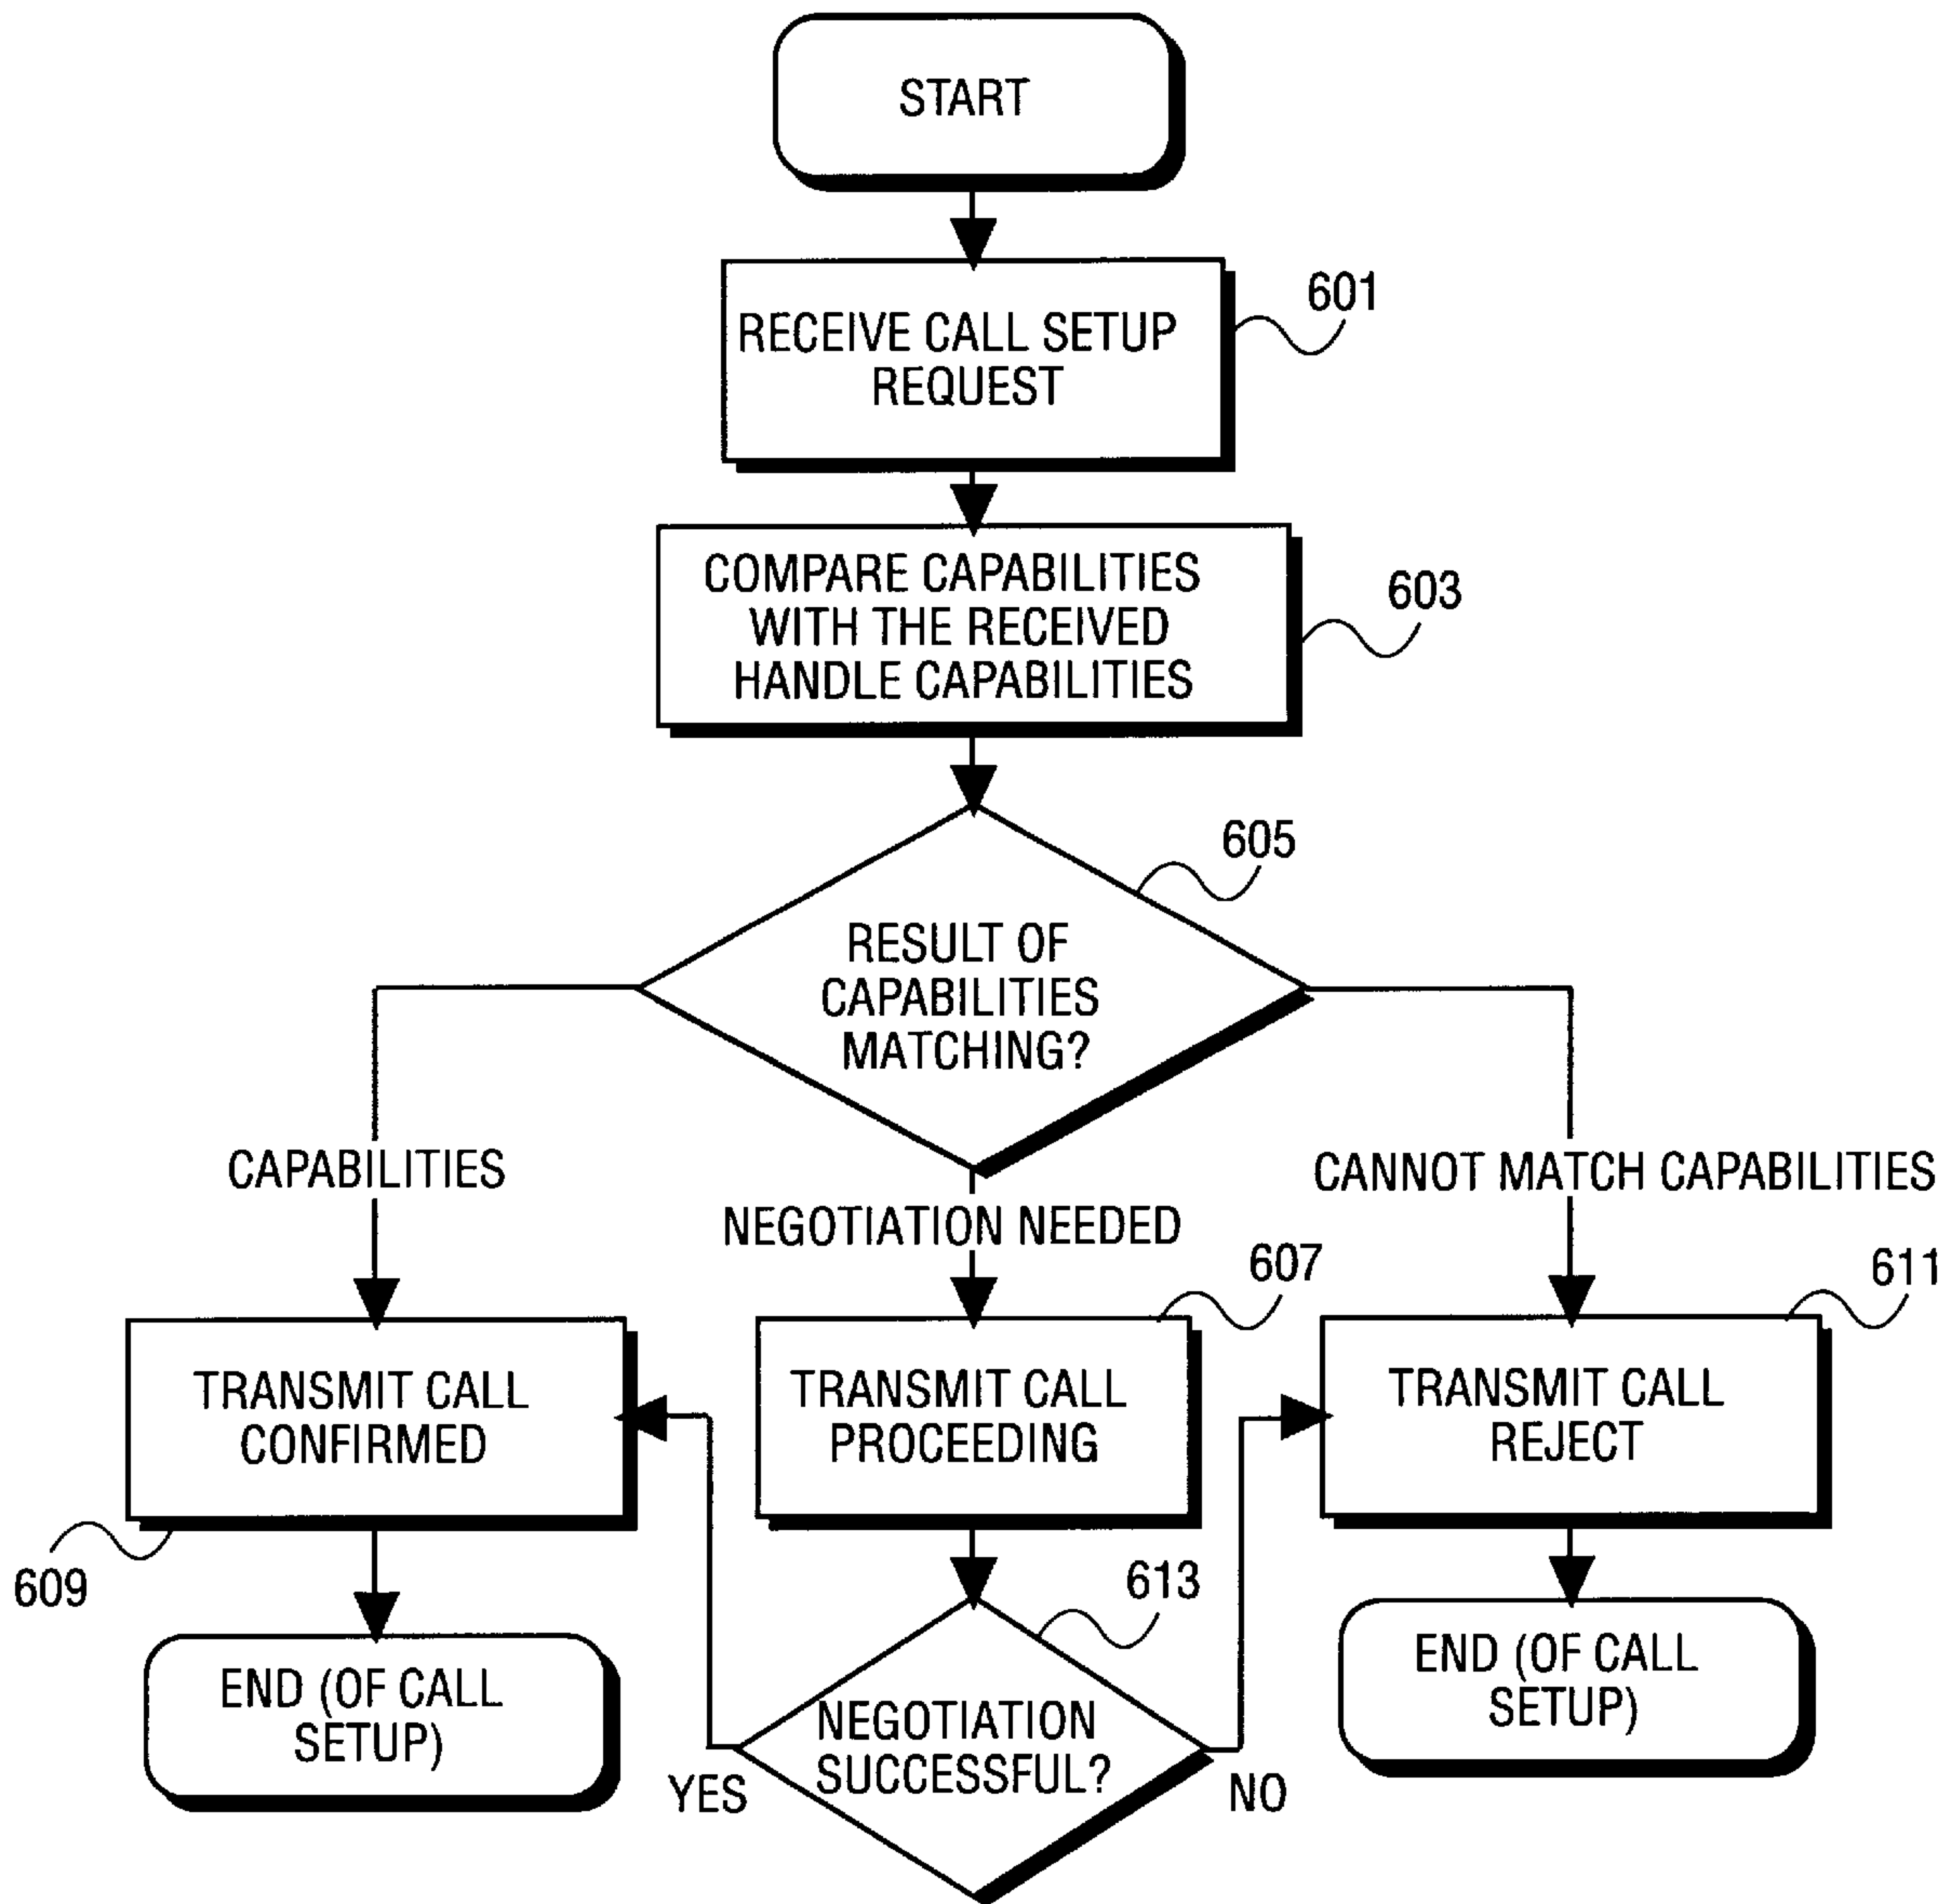 START
601
RECEIVE CALL SETUP
REQUEST
603
COMPARE CAPABILITIES
WITH THE RECEIVED
HANDLE CAPABILITIES
605
RESULT OF
CAPABILITIES
MATCHING?
CAPABILITIES
NEGOTIATION NEEDED
CANNOT MATCH CAPABILITIES
607
611
TRANSMIT CALL
CONFIRMED
TRANSMIT CALL
PROCEEDING
TRANSMIT CALL
REJECT
609
613
END (OF CALL
SETUP)
NEGOTIATION
SUCCESSFUL?
END (OF CALL
SETUP)
YES
NO